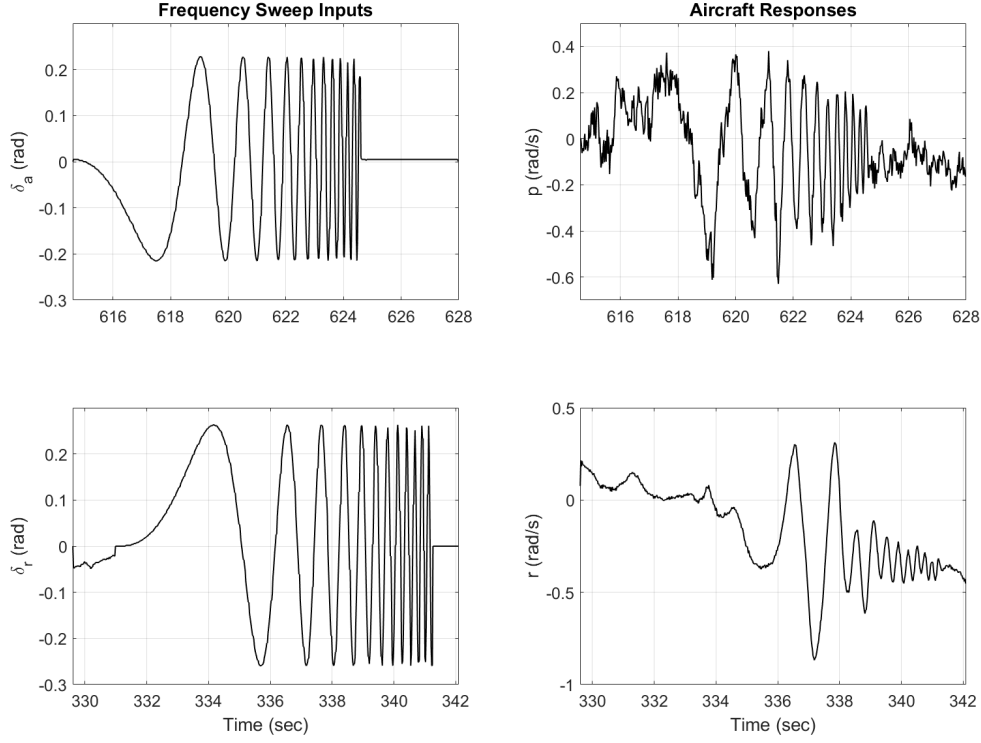 Frequency Sweep Inputs
Aircraft Responses
0.2
0.1
0
-0.1
-0.2
-0.3
δa (rad)
616 618 620 622 624 626 628
0.4
0.2
0
-0.2
-0.4
-0.6
p (rad/s)
616 618 620 622 624 626 628
0.2
0.1
0
-0.1
-0.2
-0.3
δr (rad)
330 332 334 336 338 340 342
Time (sec)
0.5
0
-0.5
-1
r (rad/s)
330 332 334 336 338 340 342
Time (sec)